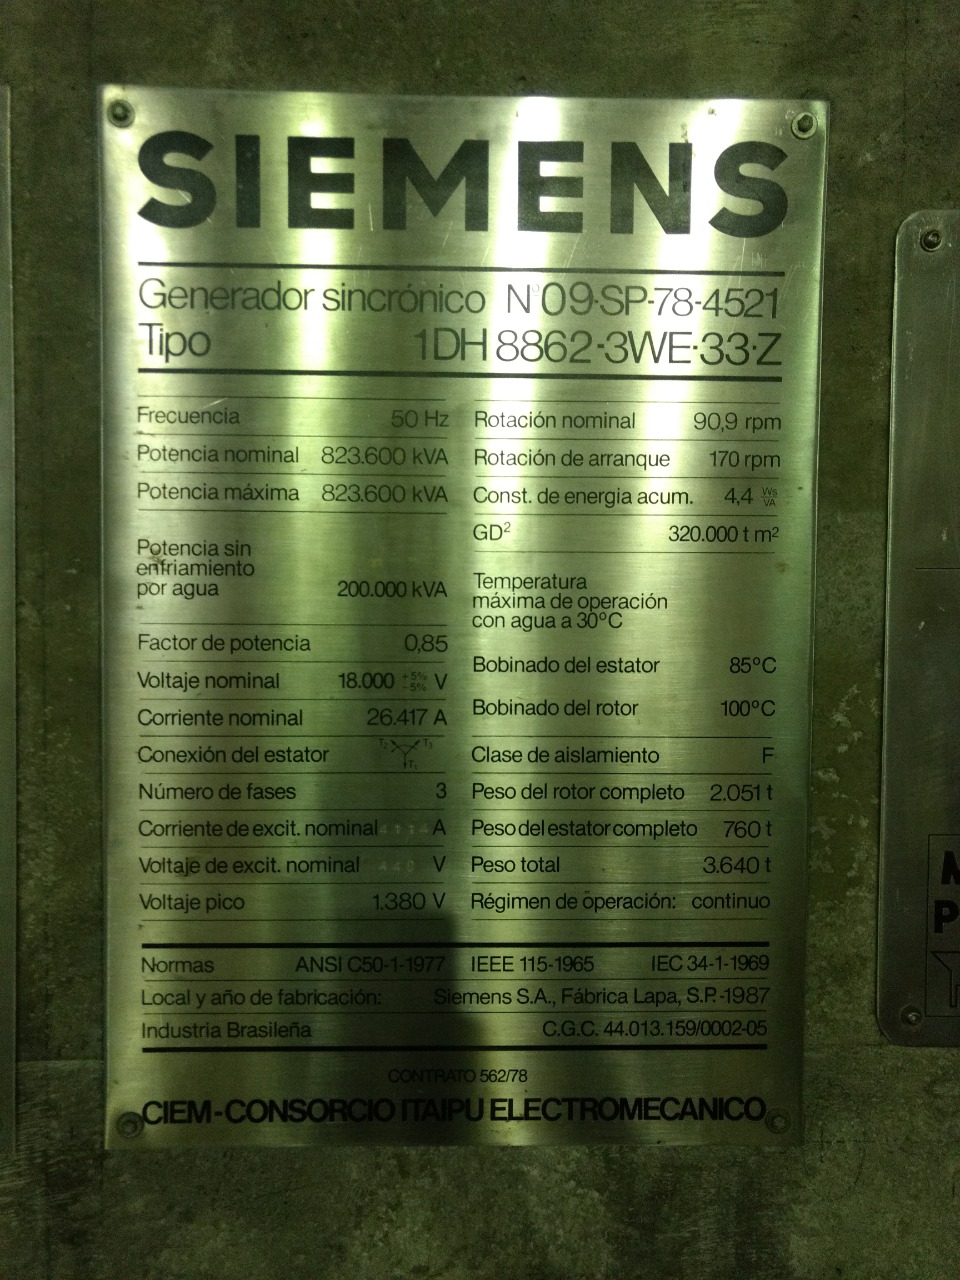 SIEMENS
Generador sincrónico Nº09-SP-78-4521
Tipo 1DH 8862-3WE-33-Z
Frecuencia 50 Hz
Potencia nominal 823.600 kVA
Potencia máxima 823.600 kVA
Potencia sin
enfriamiento
por agua 200.000 kVA
Factor de potencia 0,85
Voltaje nominal 18.000 +5% -5% V
Corriente nominal 26.417 A
Conexión del estator T2 T3
T1
Número de fases 3
Corriente de excit. nominal A
Voltaje de excit. nominal V
Voltaje pico 1.380 V
Rotación nominal 90,9 rpm
Rotación de arranque 170 rpm
Const. de energia acum. 4,4 Ws/VA
GD² 320.000 t m²
Temperatura
máxima de operación
con agua a 30ºC
Bobinado del estator 85ºC
Bobinado del rotor 100ºC
Clase de aislamiento F
Peso del rotor completo 2.051 t
Peso del estator completo 760 t
Peso total 3.640 t
Régimen de operación: continuo
Normas ANSI C50-1-1977 IEEE 115-1965 IEC 34-1-1969
Local y año de fabricación: Siemens S.A., Fábrica Lapa, S.P.-1987
Industria Brasileña C.G.C. 44.013.159/0002-05
CONTRATO 562/78
CIEM-CONSORCIO ITAIPU ELECTROMECANICO